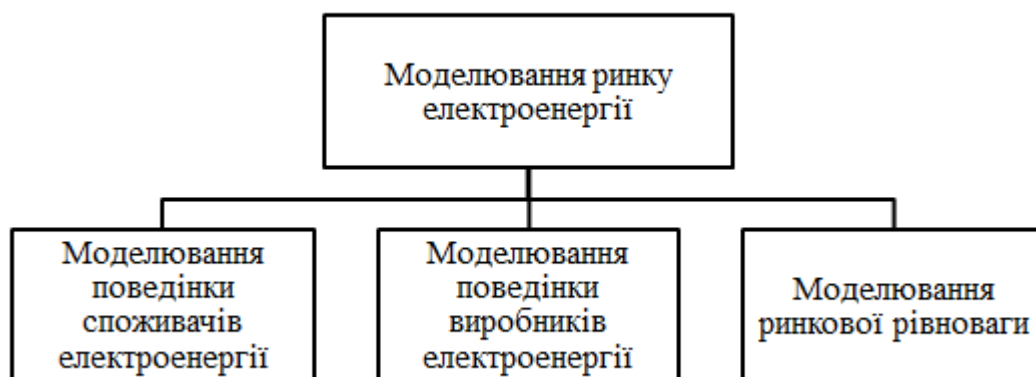 Моделювання ринку
електроенергії
Моделювання
поведінки
споживачів
електроенергії
Моделювання
поведінки
виробників
електроенергії
Моделювання
ринкової рівноваги